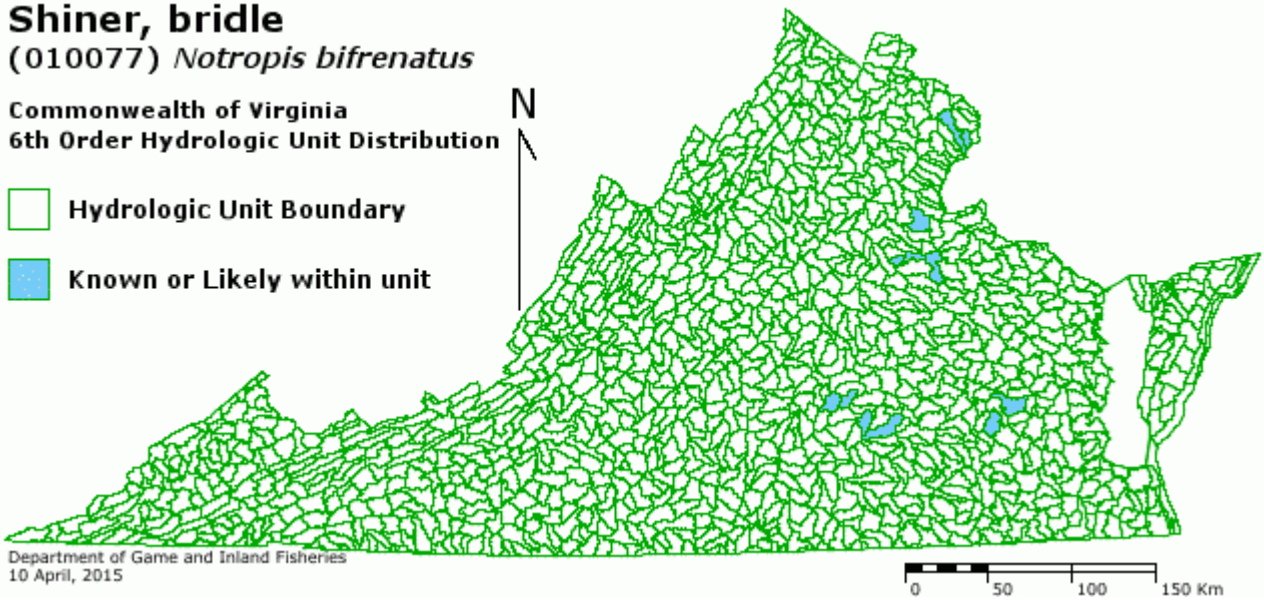 Shiner, bridle
(010077) Notropis bifrenatus
Commonwealth of Virginia
6th Order Hydrologic Unit Distribution
N
Hydrologic Unit Boundary
Known or Likely within unit
Department of Game and Inland Fisheries
10 April, 2015
0 50 100 150 Km